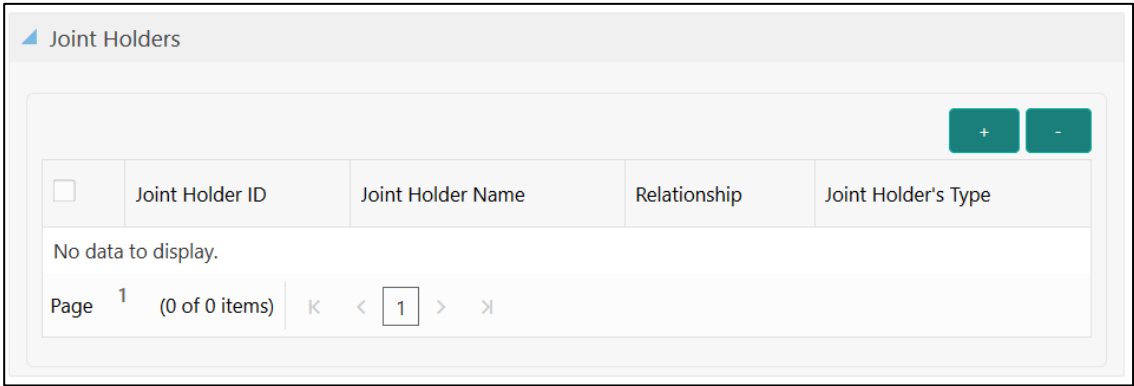 Joint Holders
+ -
Joint Holder ID Joint Holder Name Relationship Joint Holder's Type
No data to display.
Page 1 (0 of 0 items) K < 1 > >|